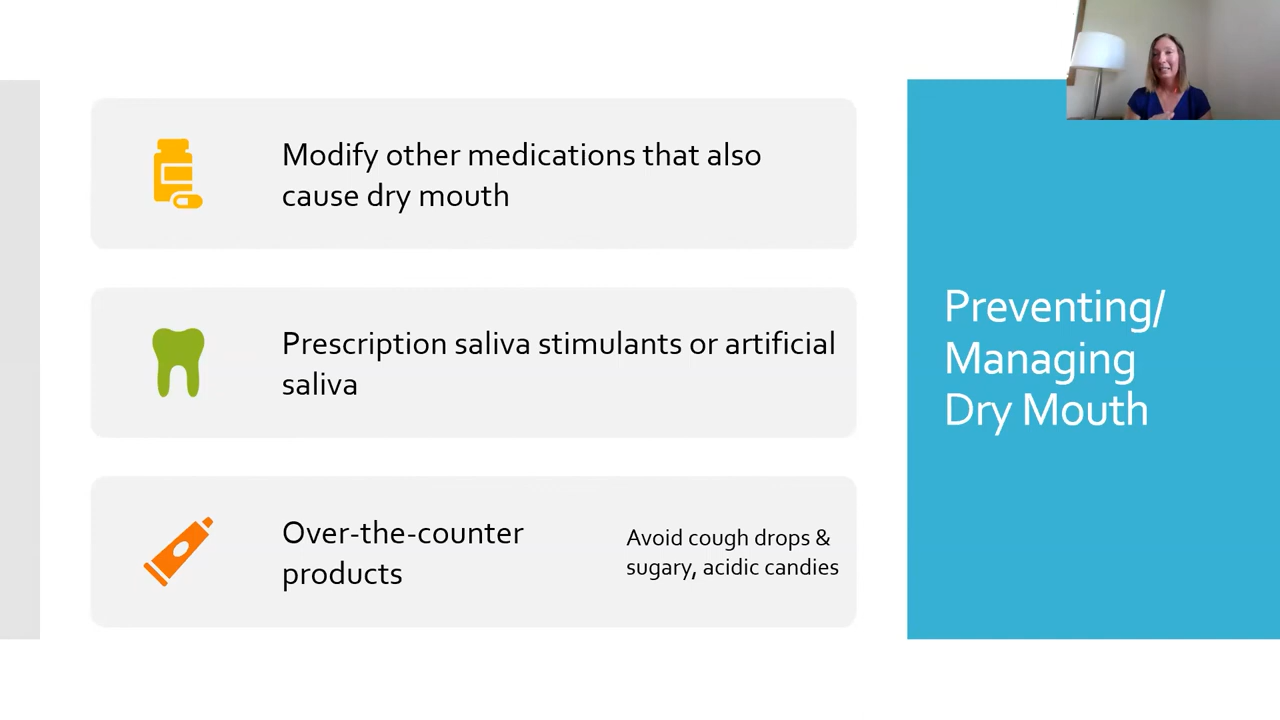 Modify other medications that also
cause dry mouth
Prescription saliva stimulants or artificial
saliva
Over-the-counter
products
Avoid cough drops &
sugary, acidic candies
Preventing/
Managing
Dry Mouth